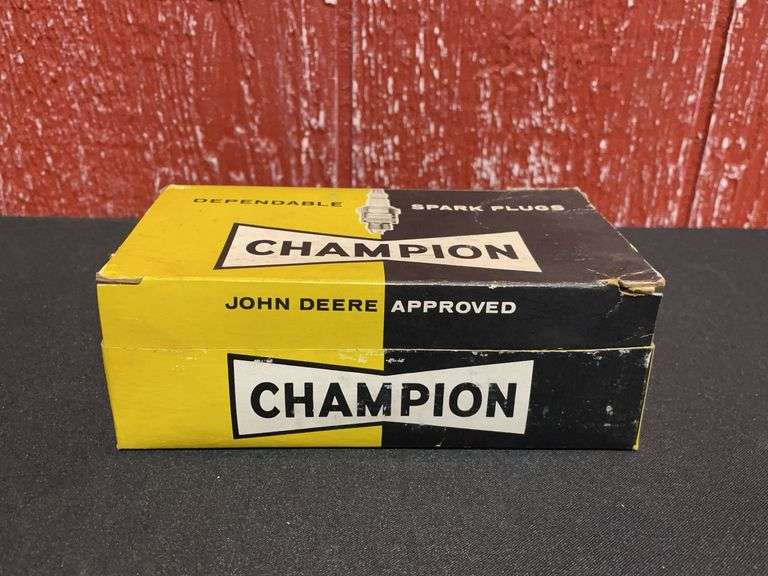 DEPENDABLE SPARK PLUGS
CHAMPION
JOHN DEERE APPROVED
CHAMPION